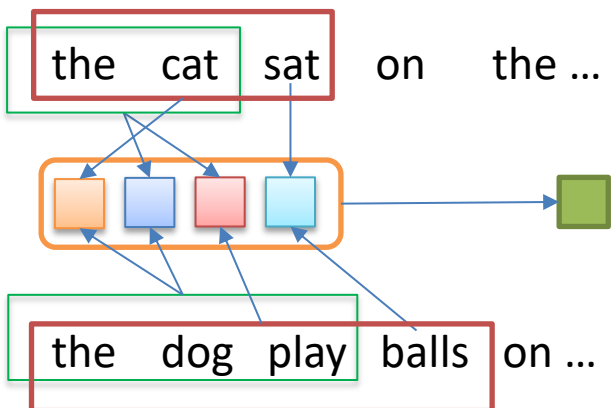 the cat sat on the ...
the dog play balls on ...